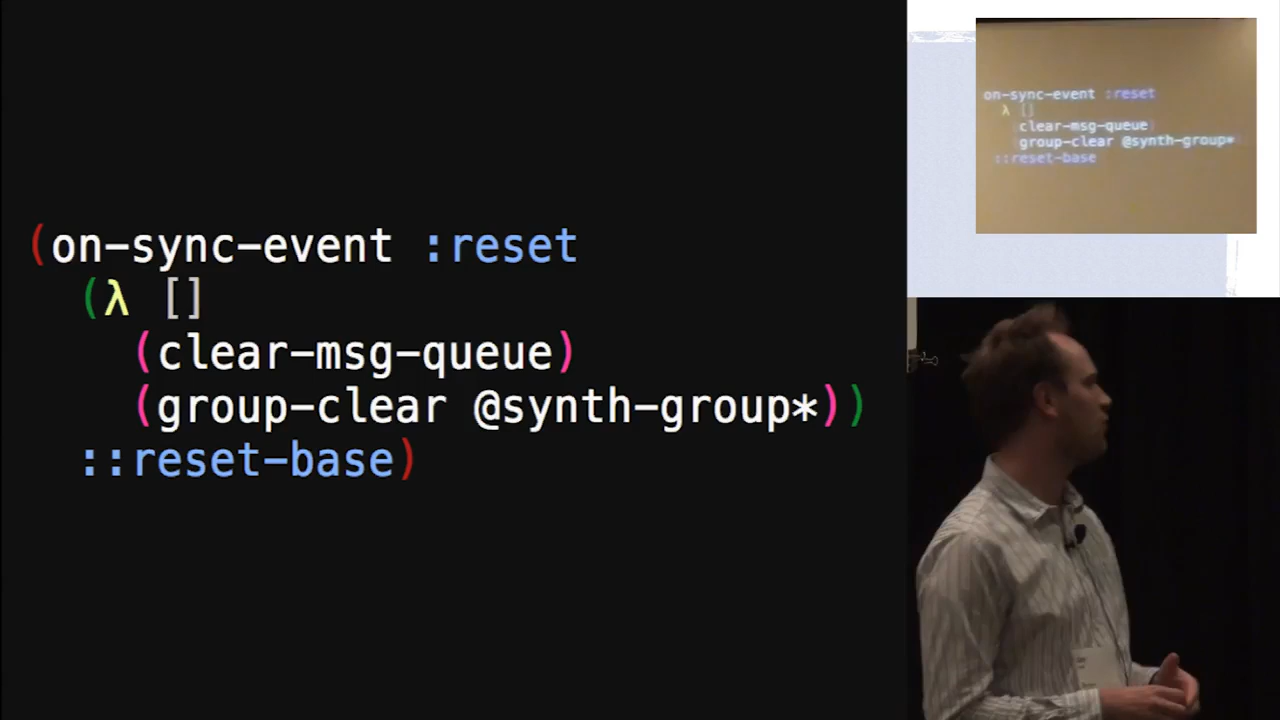 (on-sync-event :reset
(λ []
(clear-msg-queue)
(group-clear @synth-group*))
::reset-base)
on-sync-event :reset
λ []
clear-msg-queue
group-clear @synth-group*
::reset-base